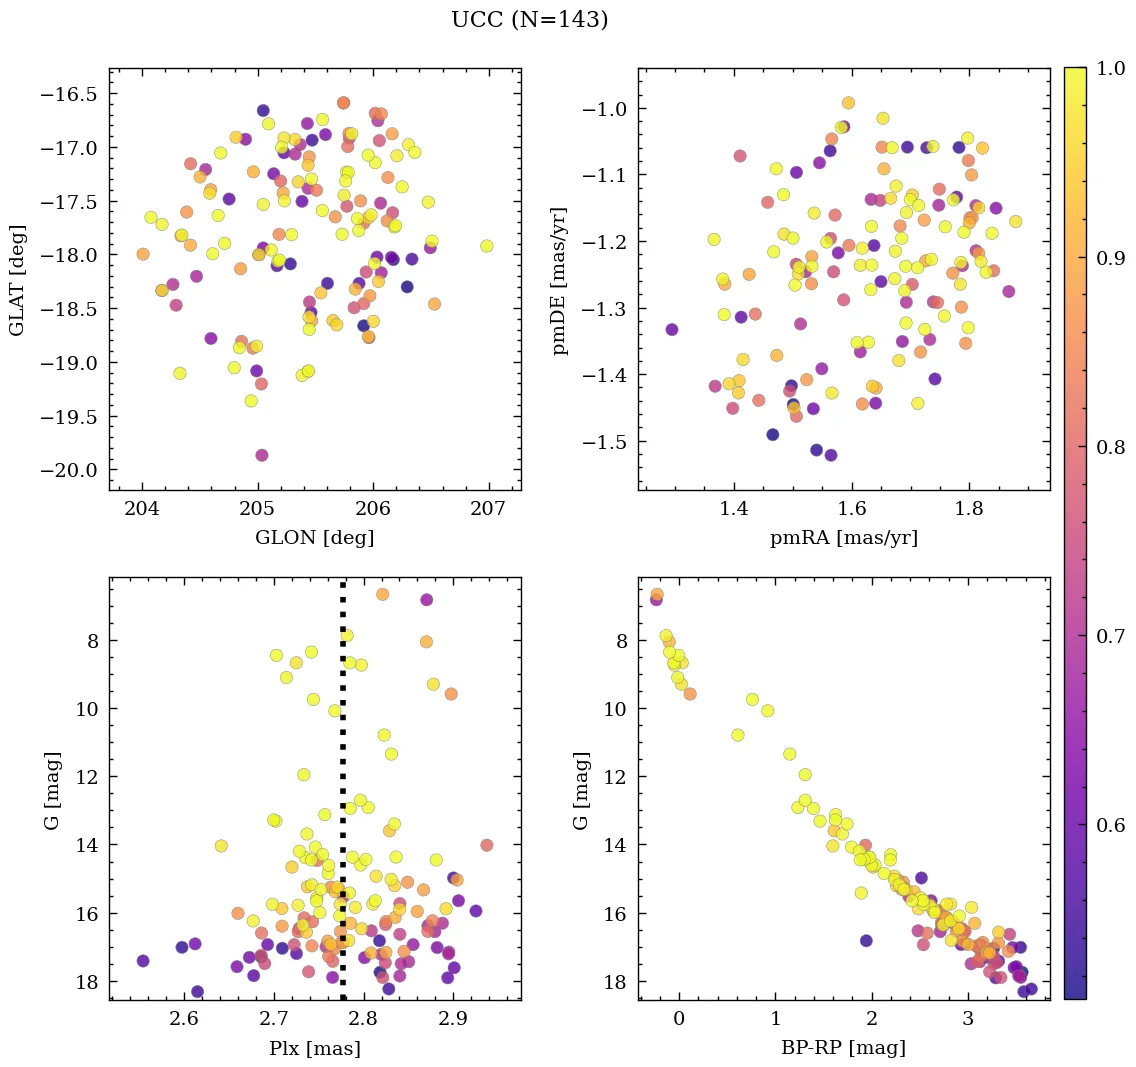 UCC (N=143)
−16.5
−17.0
−17.5
−18.0
−18.5
−19.0
−19.5
−20.0
GLAT [deg]
204 205 206 207
GLON [deg]
−1.0
−1.1
−1.2
−1.3
−1.4
−1.5
pmDE [mas/yr]
1.4 1.6 1.8
pmRA [mas/yr]
1.0
0.9
0.8
0.7
0.6
8
10
12
14
16
18
G [mag]
2.6 2.7 2.8 2.9
Plx [mas]
8
10
12
14
16
18
G [mag]
0 1 2 3
BP-RP [mag]